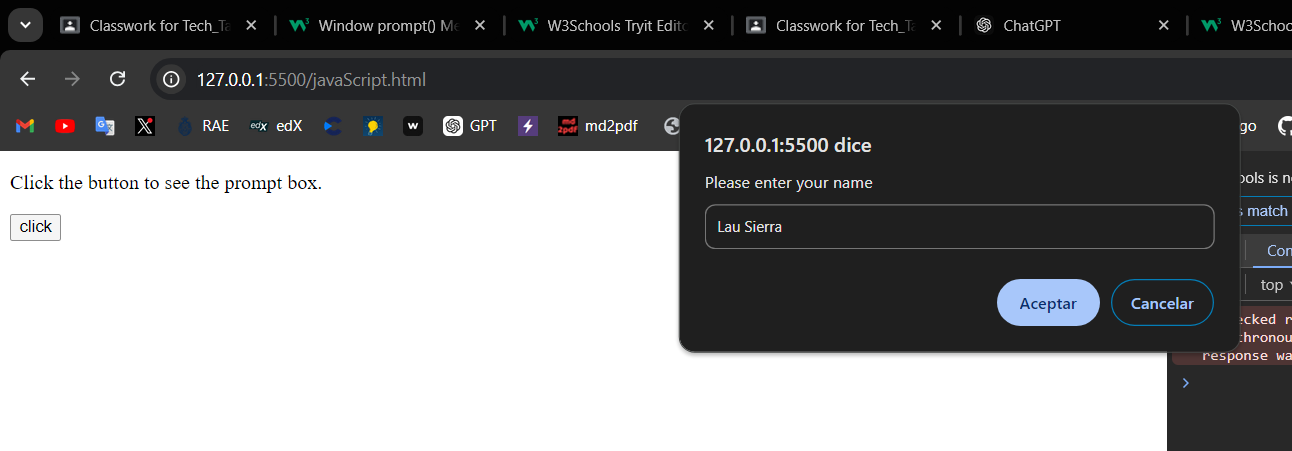 Classwork for Tech_Ta
Window prompt() Me
W3Schools Tryit Edito
Classwork for Tech_Ta
ChatGPT
W3Schoo
127.0.0.1:5500/javaScript.html
RAE
edX edX
W
GPT
md2pdf md2pdf
go
127.0.0.1:5500 dice
Please enter your name
Lau Sierra
Aceptar
Cancelar
Click the button to see the prompt box.
click
ools is n
s match
Con
top
ecked r
chronou
response wa